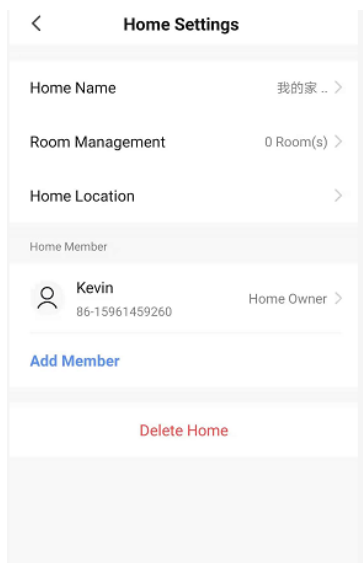 Home Settings
Home Name 我的家 ..
Room Management 0 Room(s)
Home Location
Home Member
Kevin
86-15961459260 Home Owner
Add Member
Delete Home